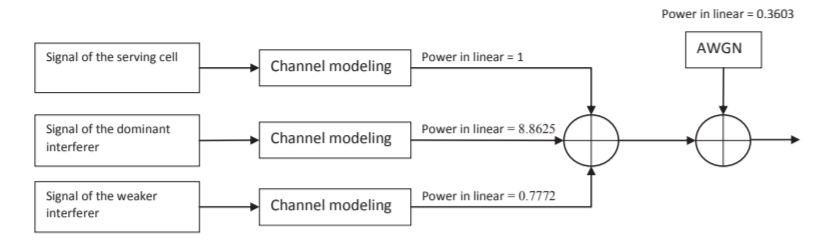 Power in linear = 0.3603
AWGN
Signal of the serving cell
Channel modeling
Power in linear = 1
Signal of the dominant
interferer
Channel modeling
Power in linear = 8.8625
Signal of the weaker
interferer
Channel modeling
Power in linear = 0.7772